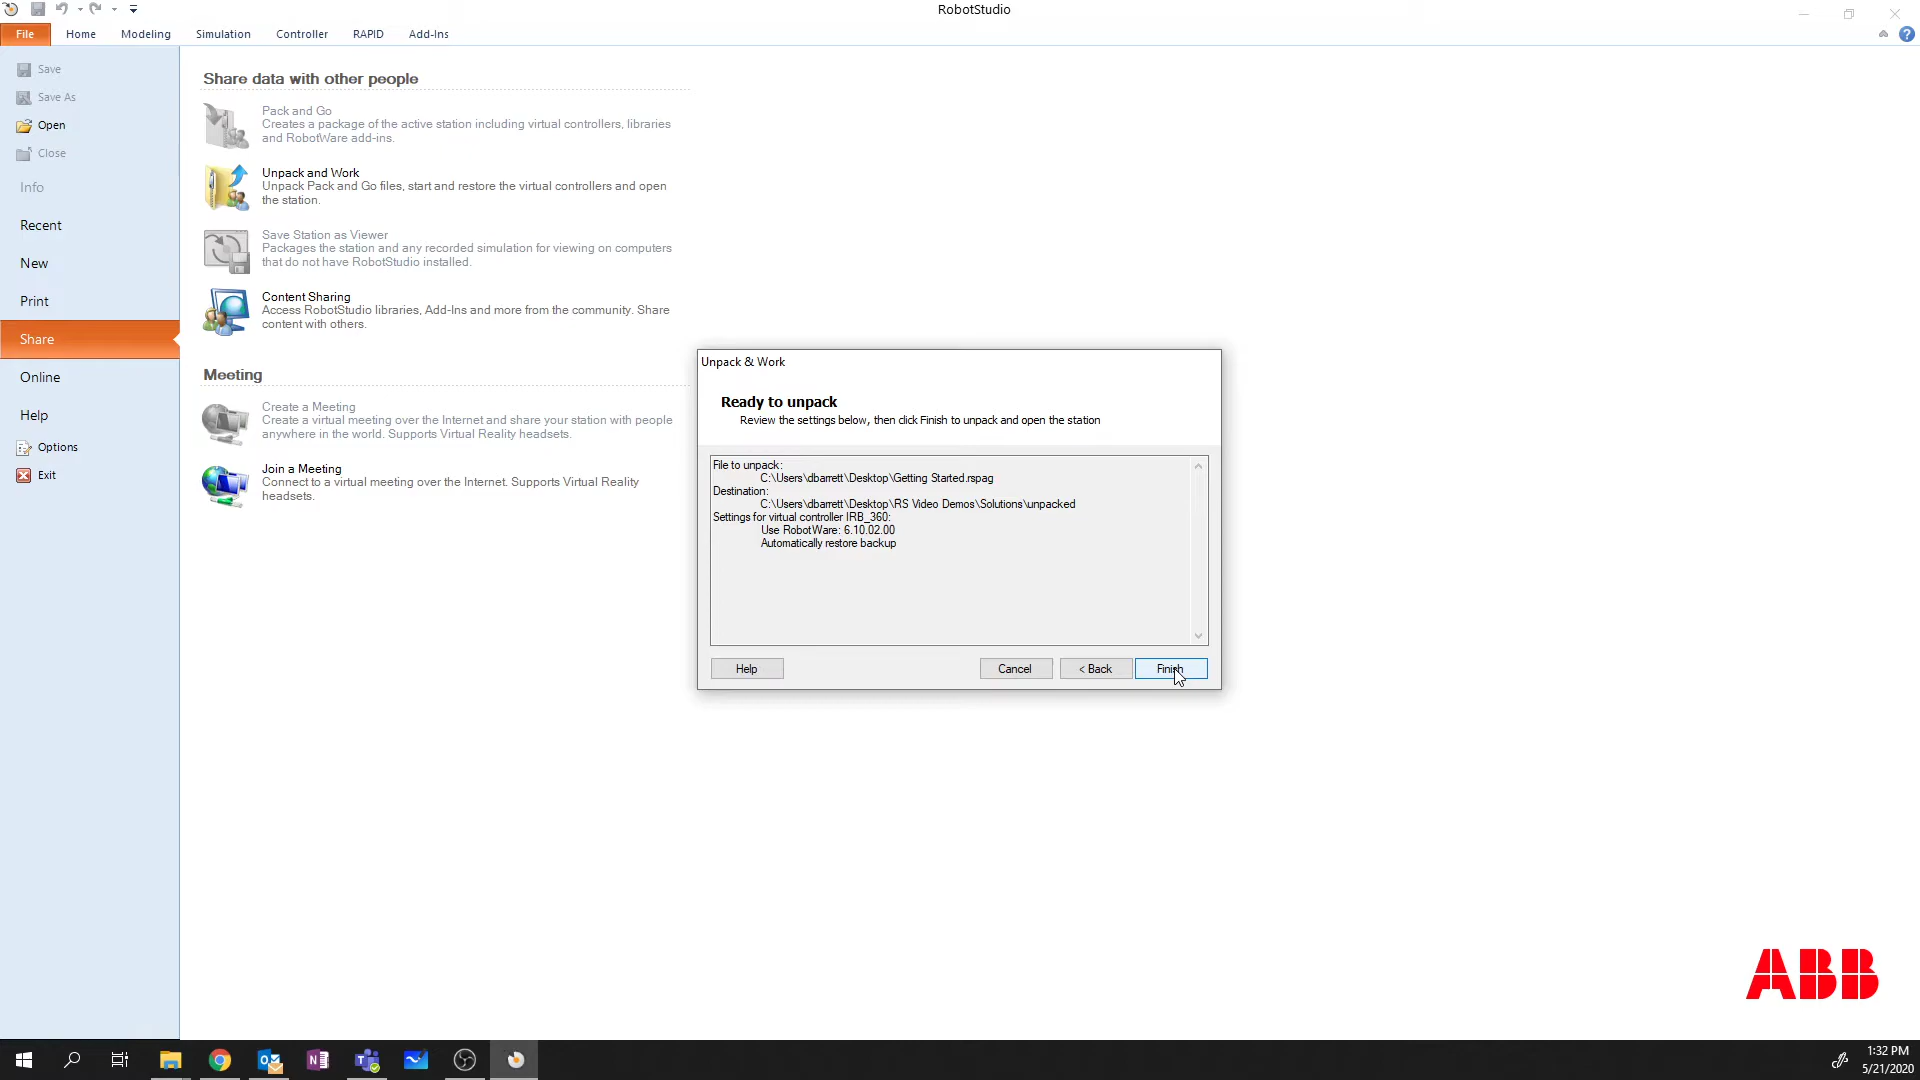 RobotStudio
File
Home
Modeling
Simulation
Controller
RAPID
Add-Ins
?
Save
Save As
Open
Close
Info
Recent
New
Print
Share
Online
Help
Options
Exit
Share data with other people
Pack and Go
Creates a package of the active station including virtual controllers, libraries
and RobotWare add-ins.
Unpack and Work
Unpack Pack and Go files, start and restore the virtual controllers and open
the station.
Save Station as Viewer
Packages the station and any recorded simulation for viewing on computers
that do not have RobotStudio installed.
Content Sharing
Access RobotStudio libraries, Add-Ins and more from the community. Share
content with others.
Meeting
Create a Meeting
Create a virtual meeting over the Internet and share your station with people
anywhere in the world. Supports Virtual Reality headsets.
Join a Meeting
Connect to a virtual meeting over the Internet. Supports Virtual Reality
headsets.
Unpack & Work
Ready to unpack
Review the settings below, then click Finish to unpack and open the station
File to unpack:
C:\Users\dbarrett\Desktop\Getting Started.rspag
Destination:
C:\Users\dbarrett\Desktop\RS Video Demos\Solutions\unpacked
Settings for virtual controller IRB_360:
Use RobotWare: 6.10.02.00
Automatically restore backup
Help
Cancel
< Back
Finish
ABB
1:32 PM
5/21/2020